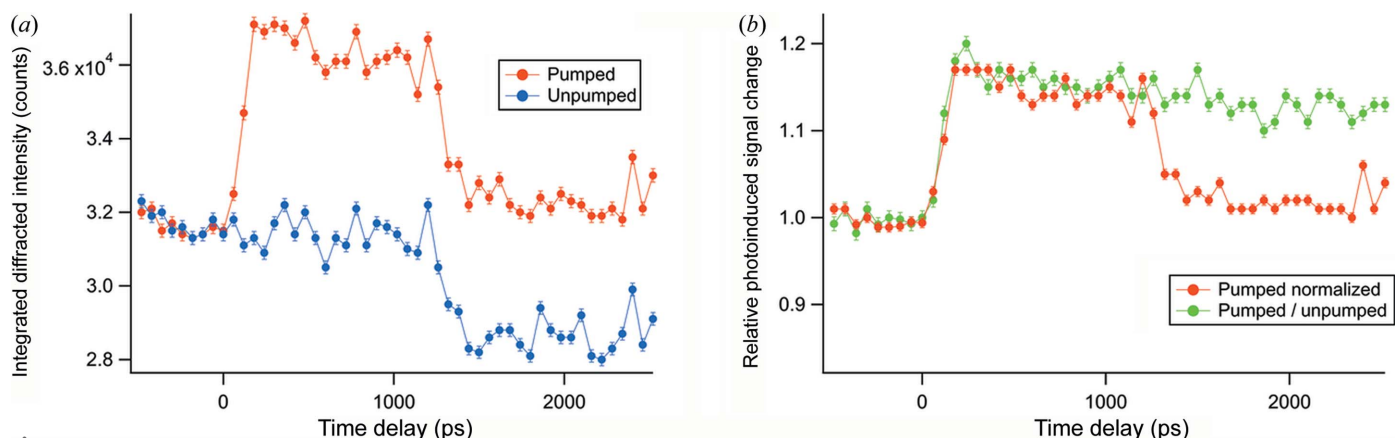 (a)
Integrated diffracted intensity (counts)
3.6 x10⁴
3.4
3.2
3.0
2.8
Pumped
Unpumped
0
1000
2000
Time delay (ps)
(b)
Relative photoinduced signal change
1.2
1.1
1.0
0.9
Pumped normalized
Pumped / unpumped
0
1000
2000
Time delay (ps)